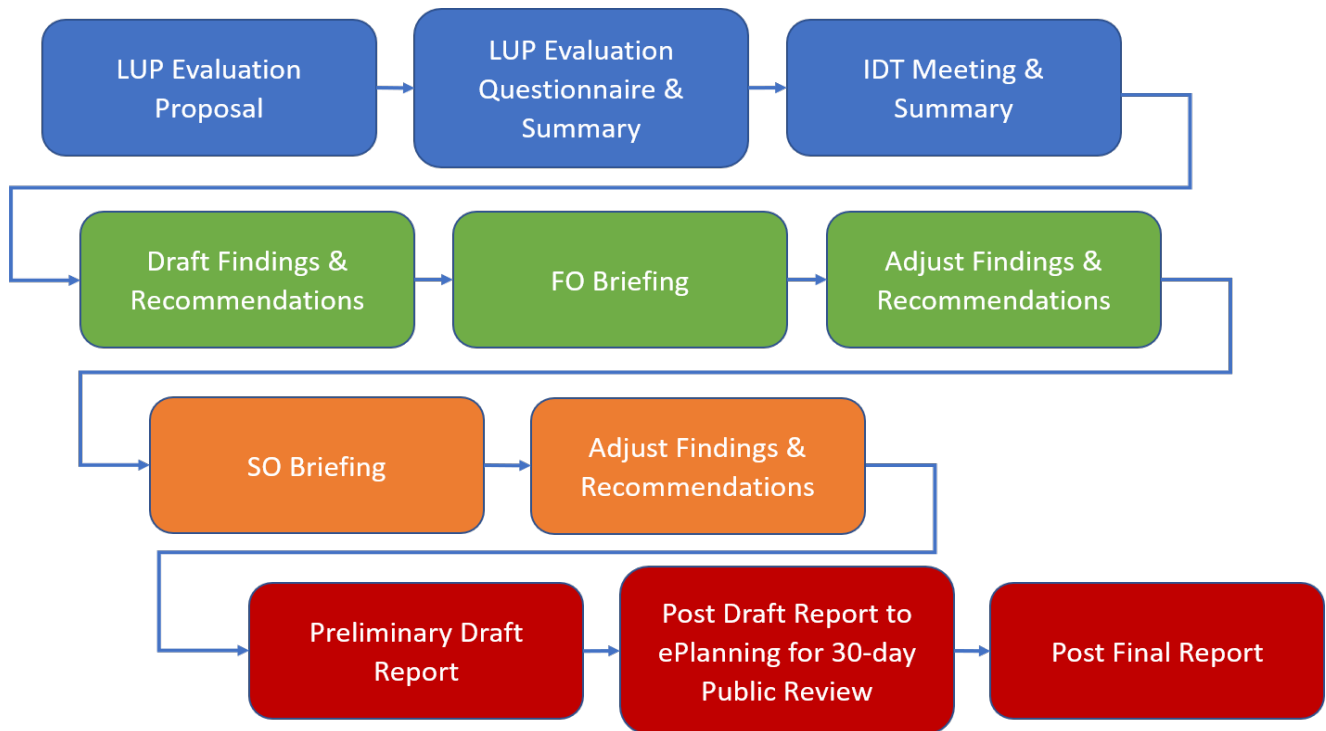 LUP Evaluation
Proposal
LUP Evaluation
Questionnaire &
Summary
IDT Meeting &
Summary
Draft Findings &
Recommendations
FO Briefing
Adjust Findings &
Recommendations
SO Briefing
Adjust Findings &
Recommendations
Preliminary Draft
Report
Post Draft Report to
ePlanning for 30-day
Public Review
Post Final Report